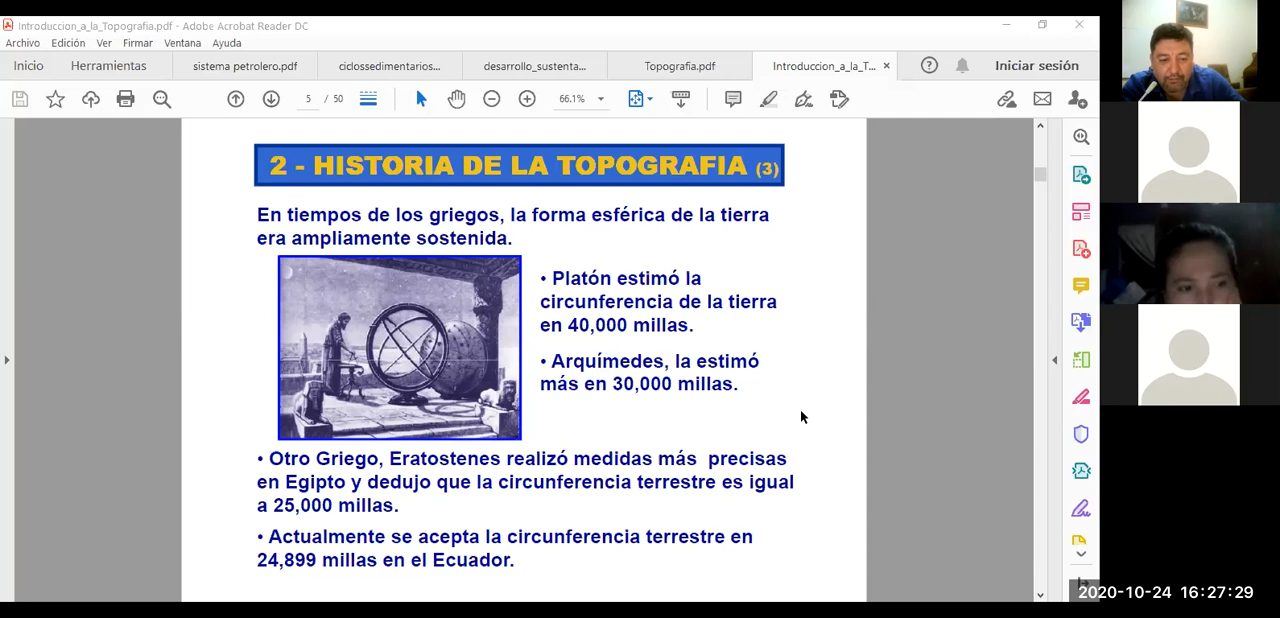 Introduccion_a_la_Topografia.pdf - Adobe Acrobat Reader DC
Archivo Edición Ver Firmar Ventana Ayuda
Inicio Herramientas sistema petrolero.pdf ciclossedimentarios... desarrollo_sustenta... Topografia.pdf Introduccion_a_la_T... Iniciar sesión
5 / 50 66.1%
2 - HISTORIA DE LA TOPOGRAFIA (3)
En tiempos de los griegos, la forma esférica de la tierra
era ampliamente sostenida.
• Platón estimó la
circunferencia de la tierra
en 40,000 millas.
• Arquímedes, la estimó
más en 30,000 millas.
• Otro Griego, Eratostenes realizó medidas más precisas
en Egipto y dedujo que la circunferencia terrestre es igual
a 25,000 millas.
• Actualmente se acepta la circunferencia terrestre en
24,899 millas en el Ecuador.
2020-10-24 16:27:29